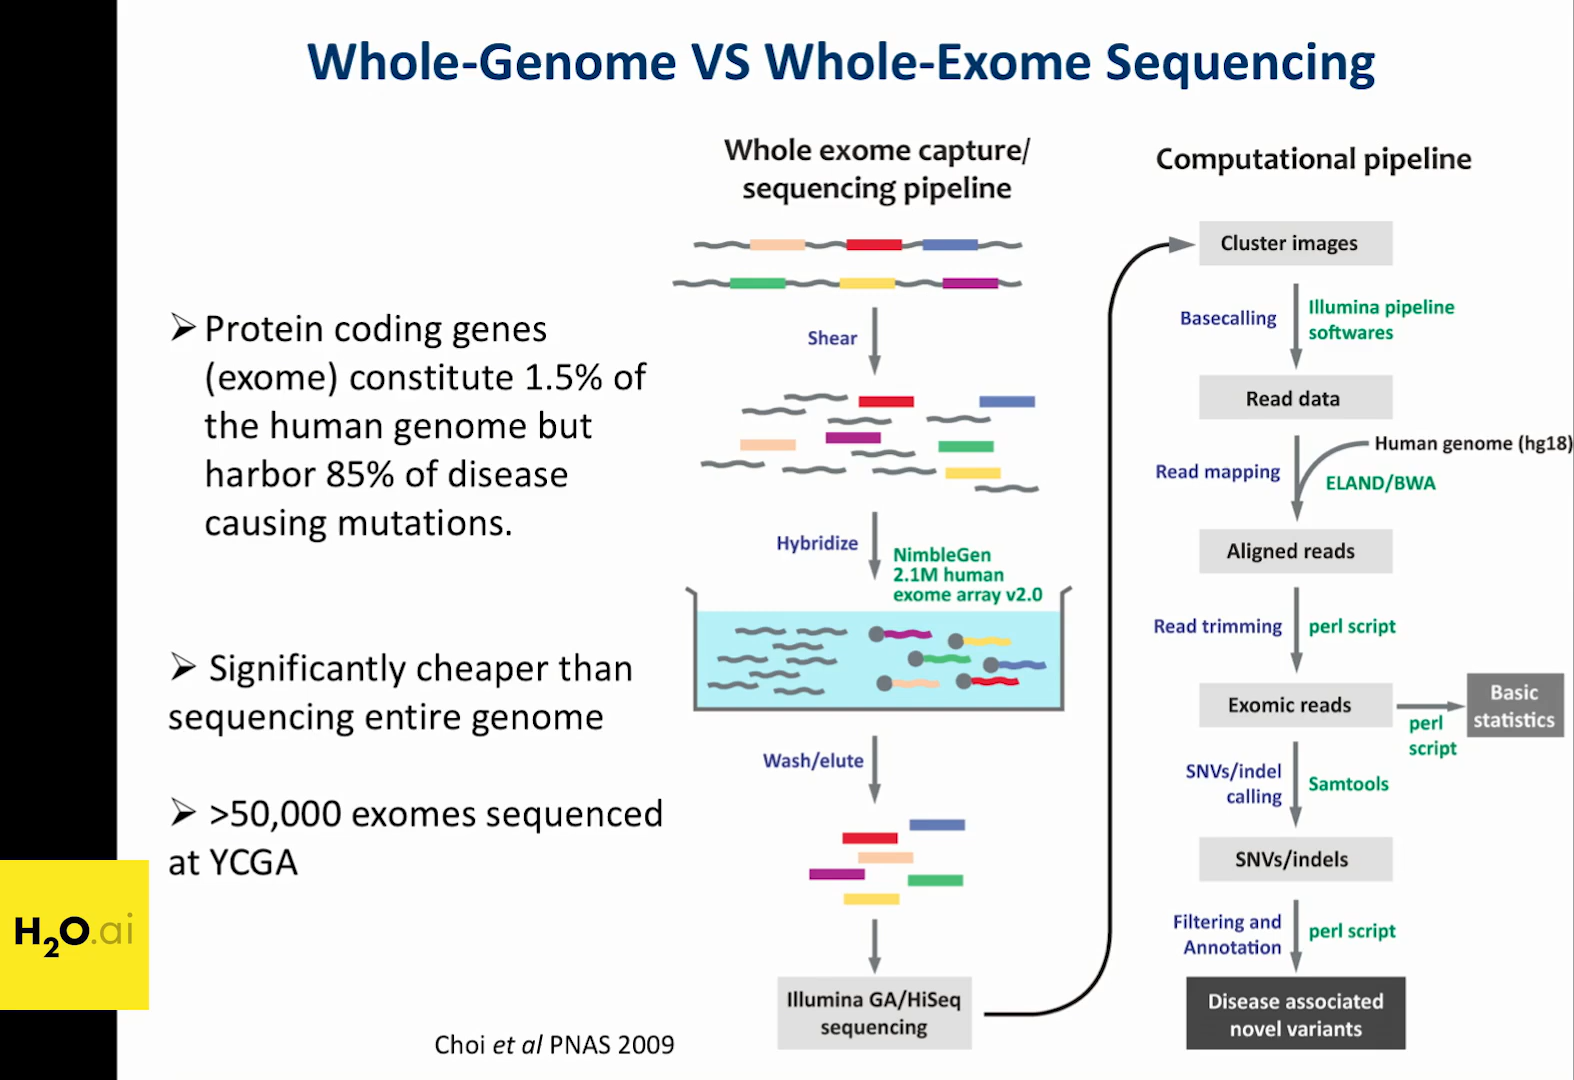 Whole-Genome VS Whole-Exome Sequencing
Protein coding genes
(exome) constitute 1.5% of
the human genome but
harbor 85% of disease
causing mutations.
Significantly cheaper than
sequencing entire genome
>50,000 exomes sequenced
at YCGA
H2O.ai
Choi et al PNAS 2009
Whole exome capture/
sequencing pipeline
Shear
Hybridize
NimbleGen
2.1M human
exome array v2.0
Wash/elute
Illumina GA/HiSeq
sequencing
Computational pipeline
Cluster images
Basecalling
Illumina pipeline
softwares
Read data
Human genome (hg18)
Read mapping
ELAND/BWA
Aligned reads
Read trimming
perl script
Exomic reads
perl
script
Basic
statistics
SNVs/indel
calling
Samtools
SNVs/indels
Filtering and
Annotation
perl script
Disease associated
novel variants